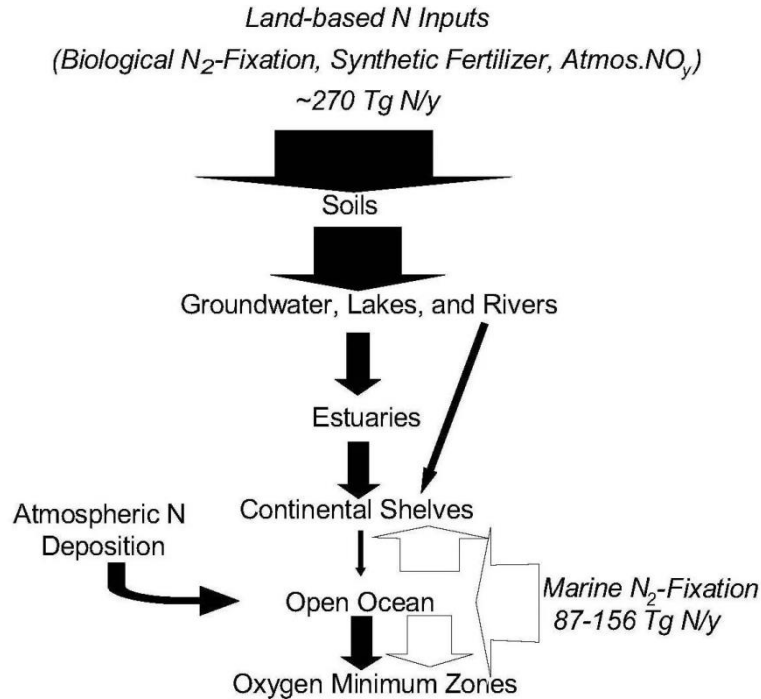 Land-based N Inputs
(Biological N₂-Fixation, Synthetic Fertilizer, Atmos.NOy)
~270 Tg N/y
Soils
Groundwater, Lakes, and Rivers
Estuaries
Continental Shelves
Atmospheric N
Deposition
Open Ocean
Marine N₂-Fixation
87-156 Tg N/y
Oxygen Minimum Zones